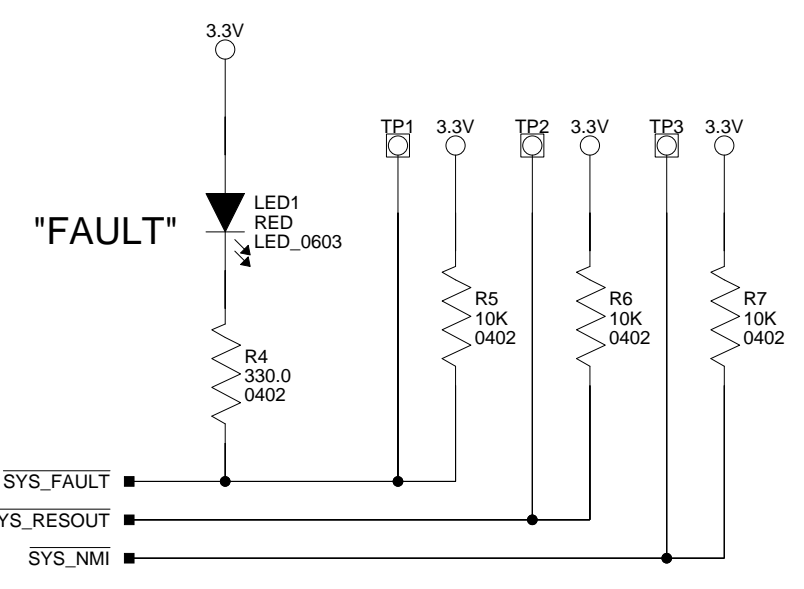 3.3V
TP1
3.3V
TP2
3.3V
TP3
3.3V
"FAULT"
LED1
RED
LED_0603
R5
10K
0402
R6
10K
0402
R7
10K
0402
R4
330.0
0402
SYS_FAULT
YS_RESOUT
SYS_NMI